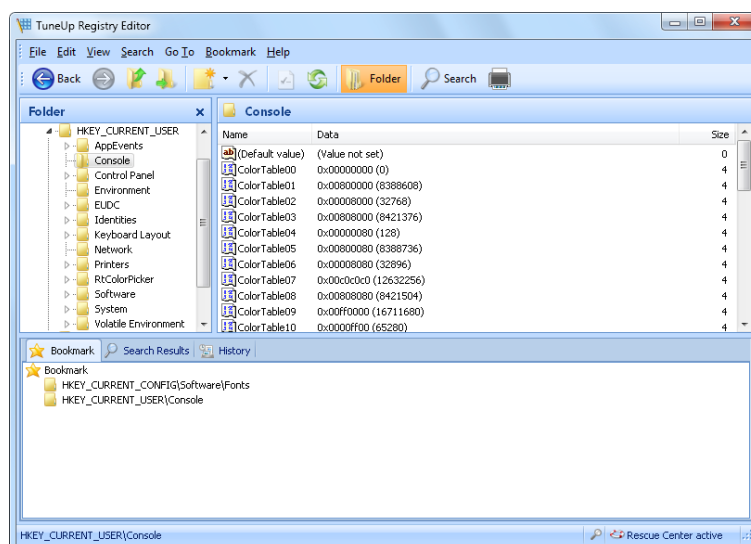 TuneUp Registry Editor
File Edit View Search Go To Bookmark Help
Back Folder Search
Folder x
Console
HKEY_CURRENT_USER
AppEvents
Console
Control Panel
Environment
EUDC
Identities
Keyboard Layout
Network
Printers
RtColorPicker
Software
System
Volatile Environment
Name Data Size
(Default value) (Value not set) 0
ColorTable00 0x00000000 (0) 4
ColorTable01 0x00800000 (8388608) 4
ColorTable02 0x00008000 (32768) 4
ColorTable03 0x00808000 (8421376) 4
ColorTable04 0x00000080 (128) 4
ColorTable05 0x00800080 (8388736) 4
ColorTable06 0x00008080 (32896) 4
ColorTable07 0x00c0c0c0 (12632256) 4
ColorTable08 0x00808080 (8421504) 4
ColorTable09 0x00ff0000 (16711680) 4
ColorTable10 0x0000ff00 (65280) 4
Bookmark Search Results History
Bookmark
HKEY_CURRENT_CONFIG\Software\Fonts
HKEY_CURRENT_USER\Console
HKEY_CURRENT_USER\Console Rescue Center active